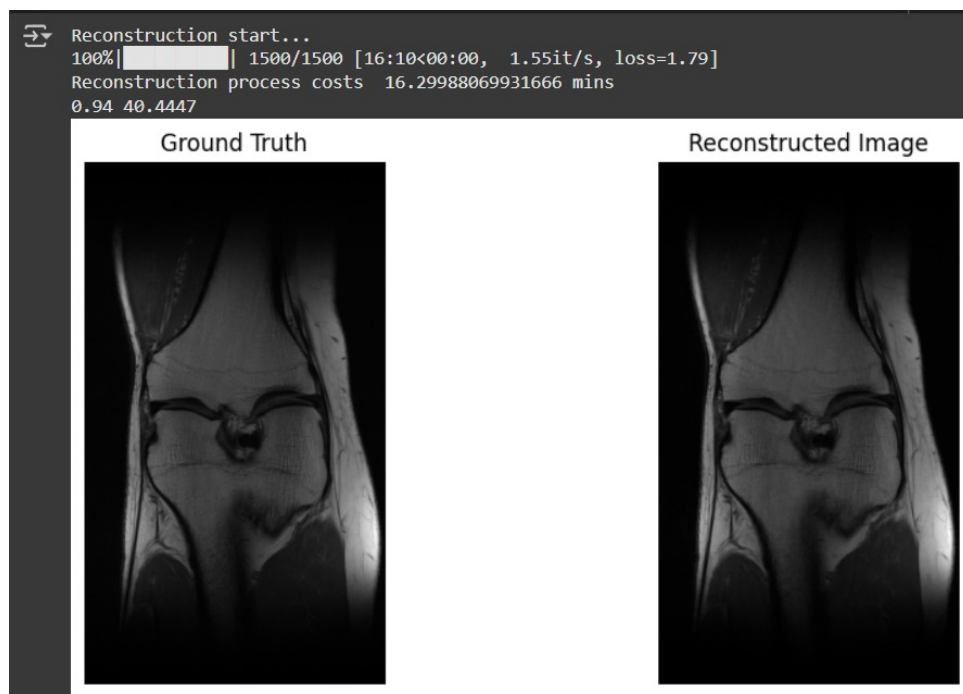 Reconstruction start...
100%|██████████| 1500/1500 [16:10<00:00,  1.55it/s, loss=1.79]
Reconstruction process costs  16.29988069931666 mins
0.94 40.4447
Ground Truth
Reconstructed Image